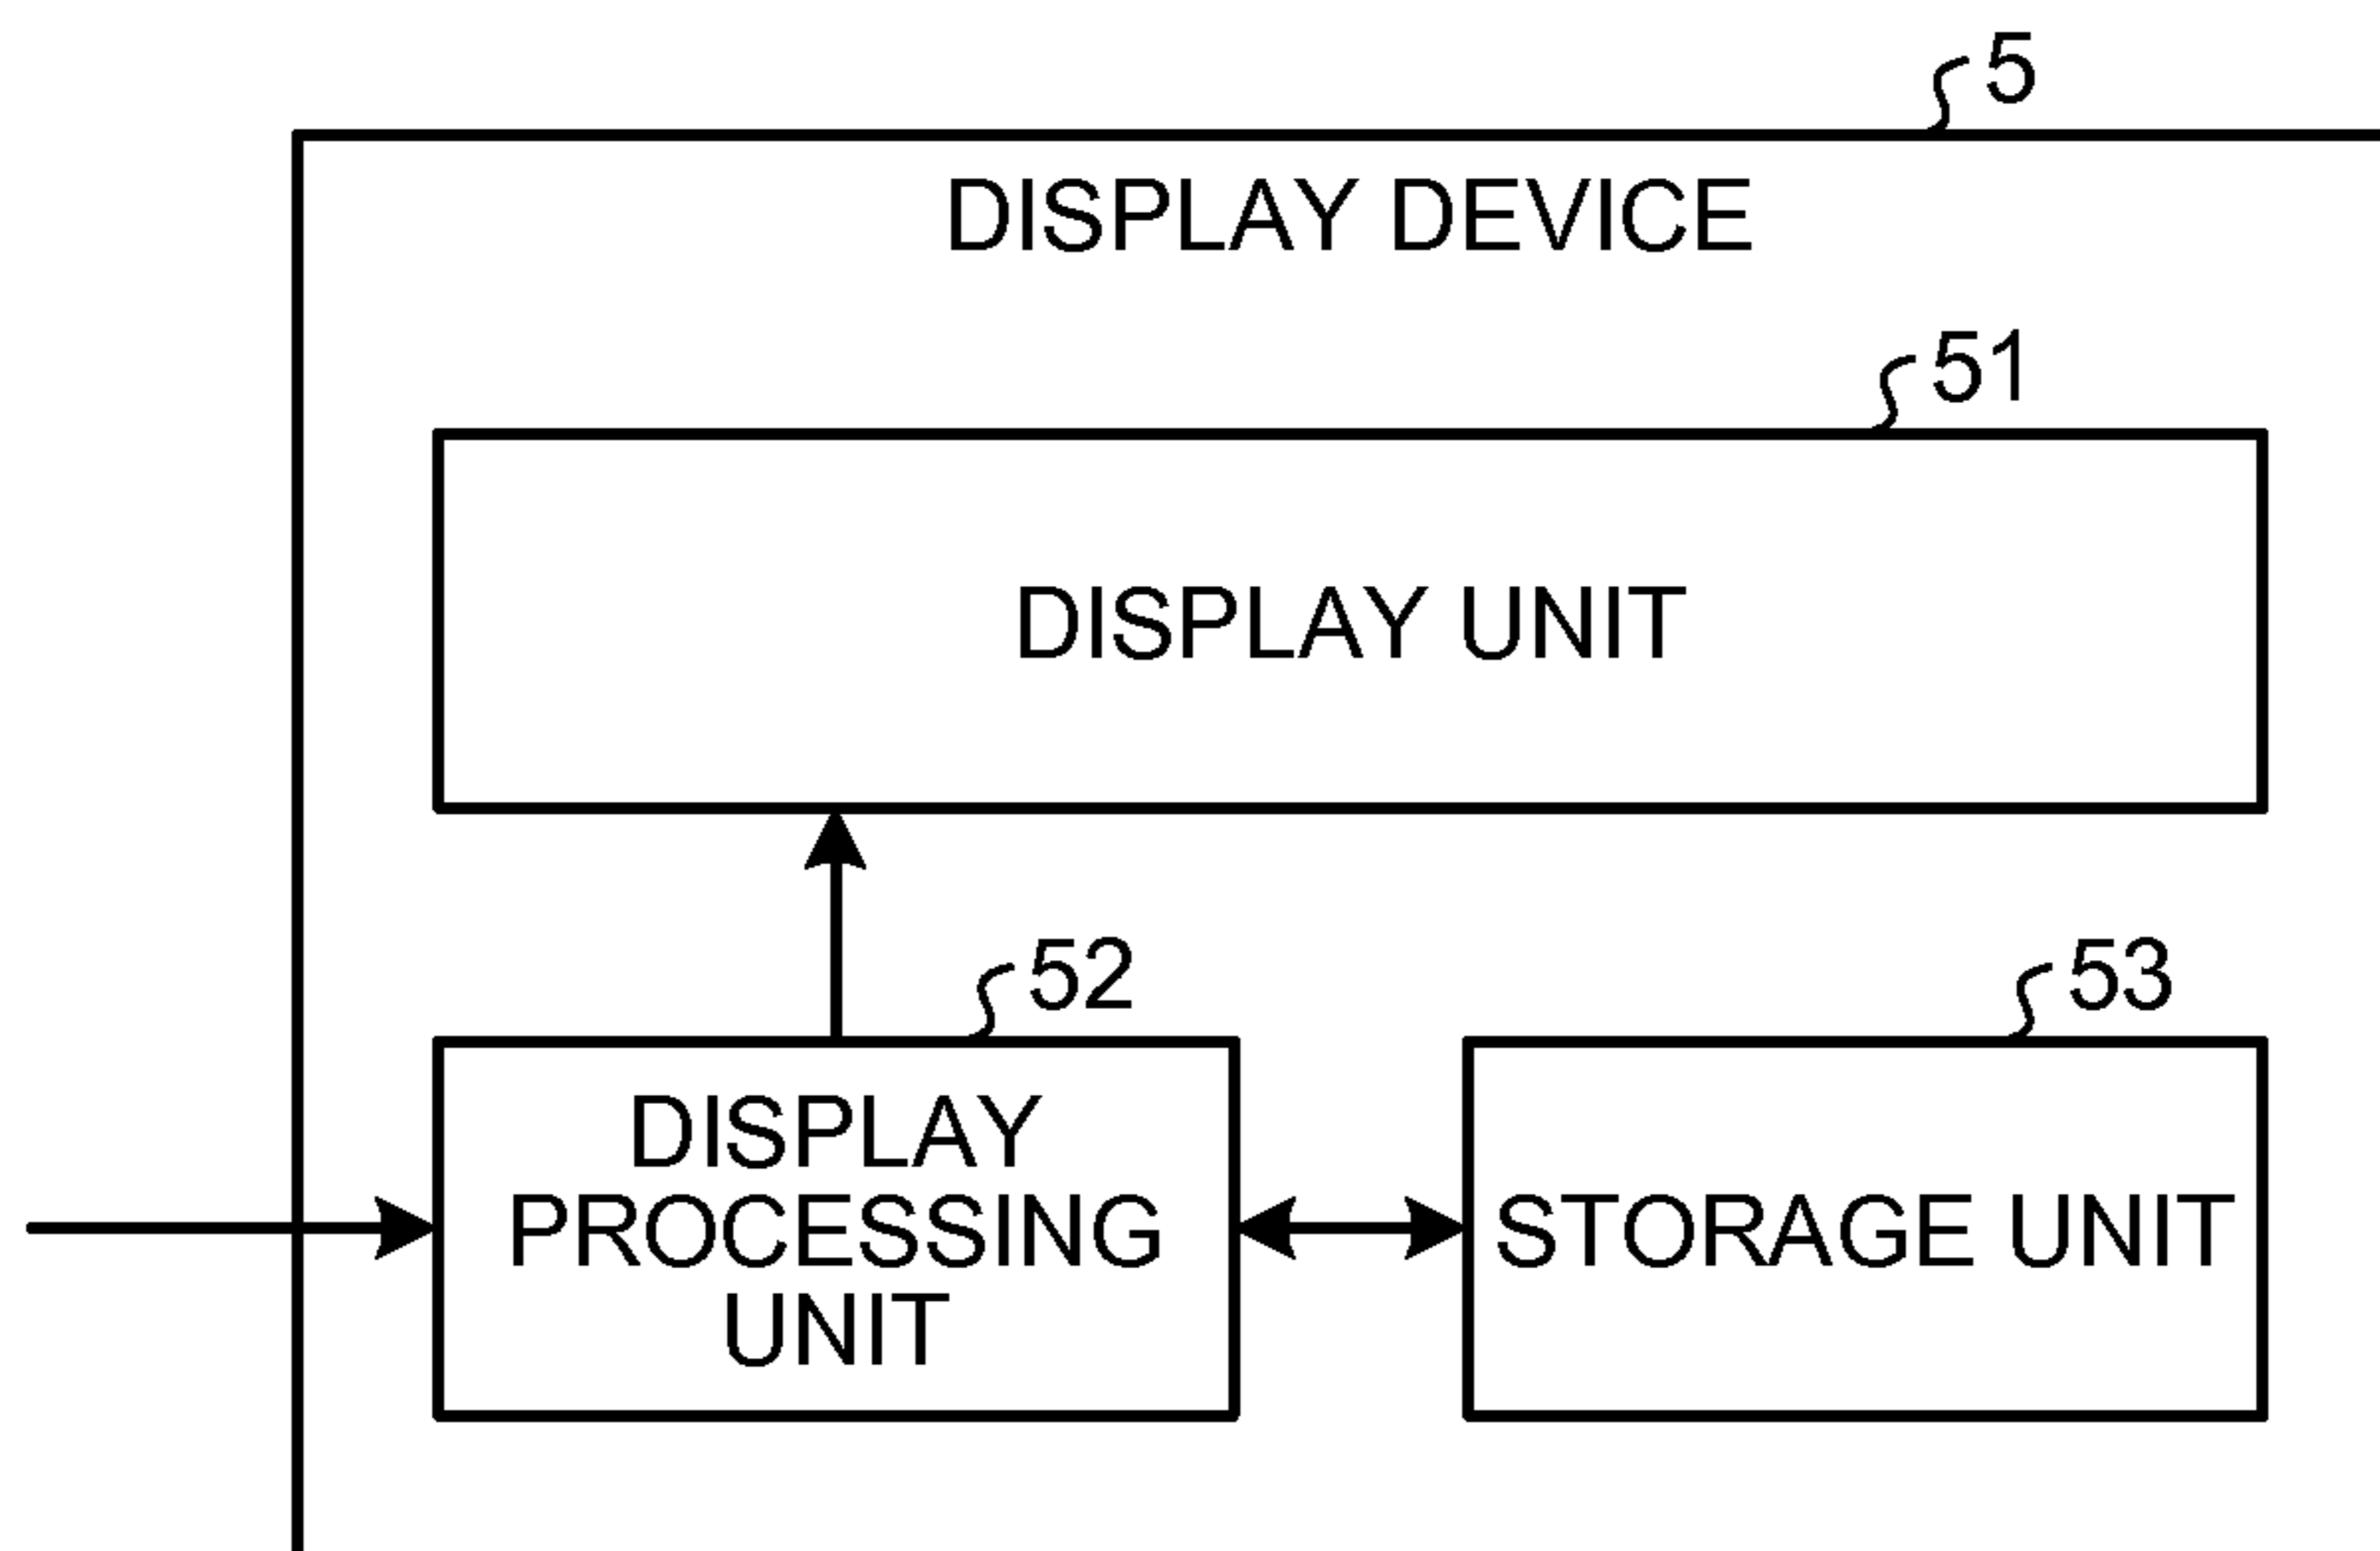 5
DISPLAY DEVICE
51
DISPLAY UNIT
52
53
DISPLAY
PROCESSING
UNIT
STORAGE UNIT